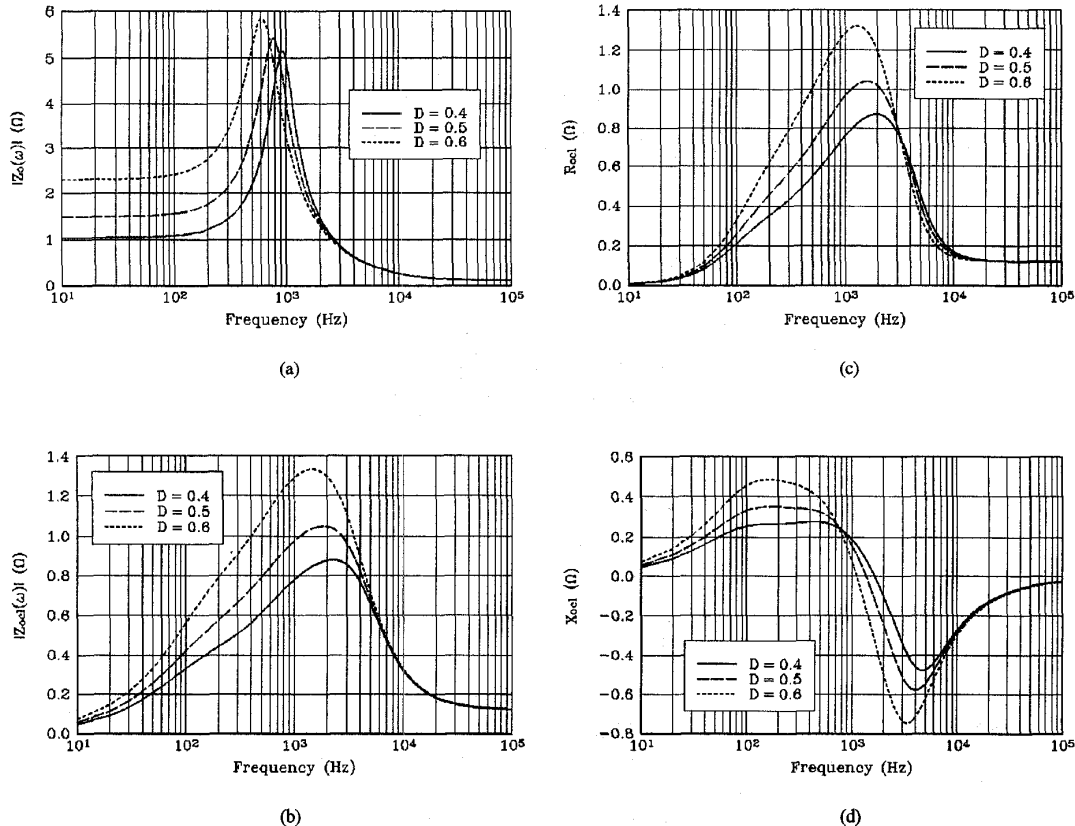 |Zₒ(ω)| (Ω)
6
5
4
3
2
1
0
D = 0.4
D = 0.5
D = 0.6
10¹ 10² 10³ 10⁴ 10⁵
Frequency (Hz)
(a)
Rocl (Ω)
1.4
1.2
1.0
0.8
0.6
0.4
0.2
0.0
D = 0.4
D = 0.5
D = 0.6
10¹ 10² 10³ 10⁴ 10⁵
Frequency (Hz)
(c)
|Zocl(ω)| (Ω)
1.4
1.2
1.0
0.8
0.6
0.4
0.2
0.0
D = 0.4
D = 0.5
D = 0.6
10¹ 10² 10³ 10⁴ 10⁵
Frequency (Hz)
(b)
Xocl (Ω)
0.8
0.6
0.4
0.2
0.0
-0.2
-0.4
-0.6
-0.8
D = 0.4
D = 0.5
D = 0.6
10¹ 10² 10³ 10⁴ 10⁵
Frequency (Hz)
(d)